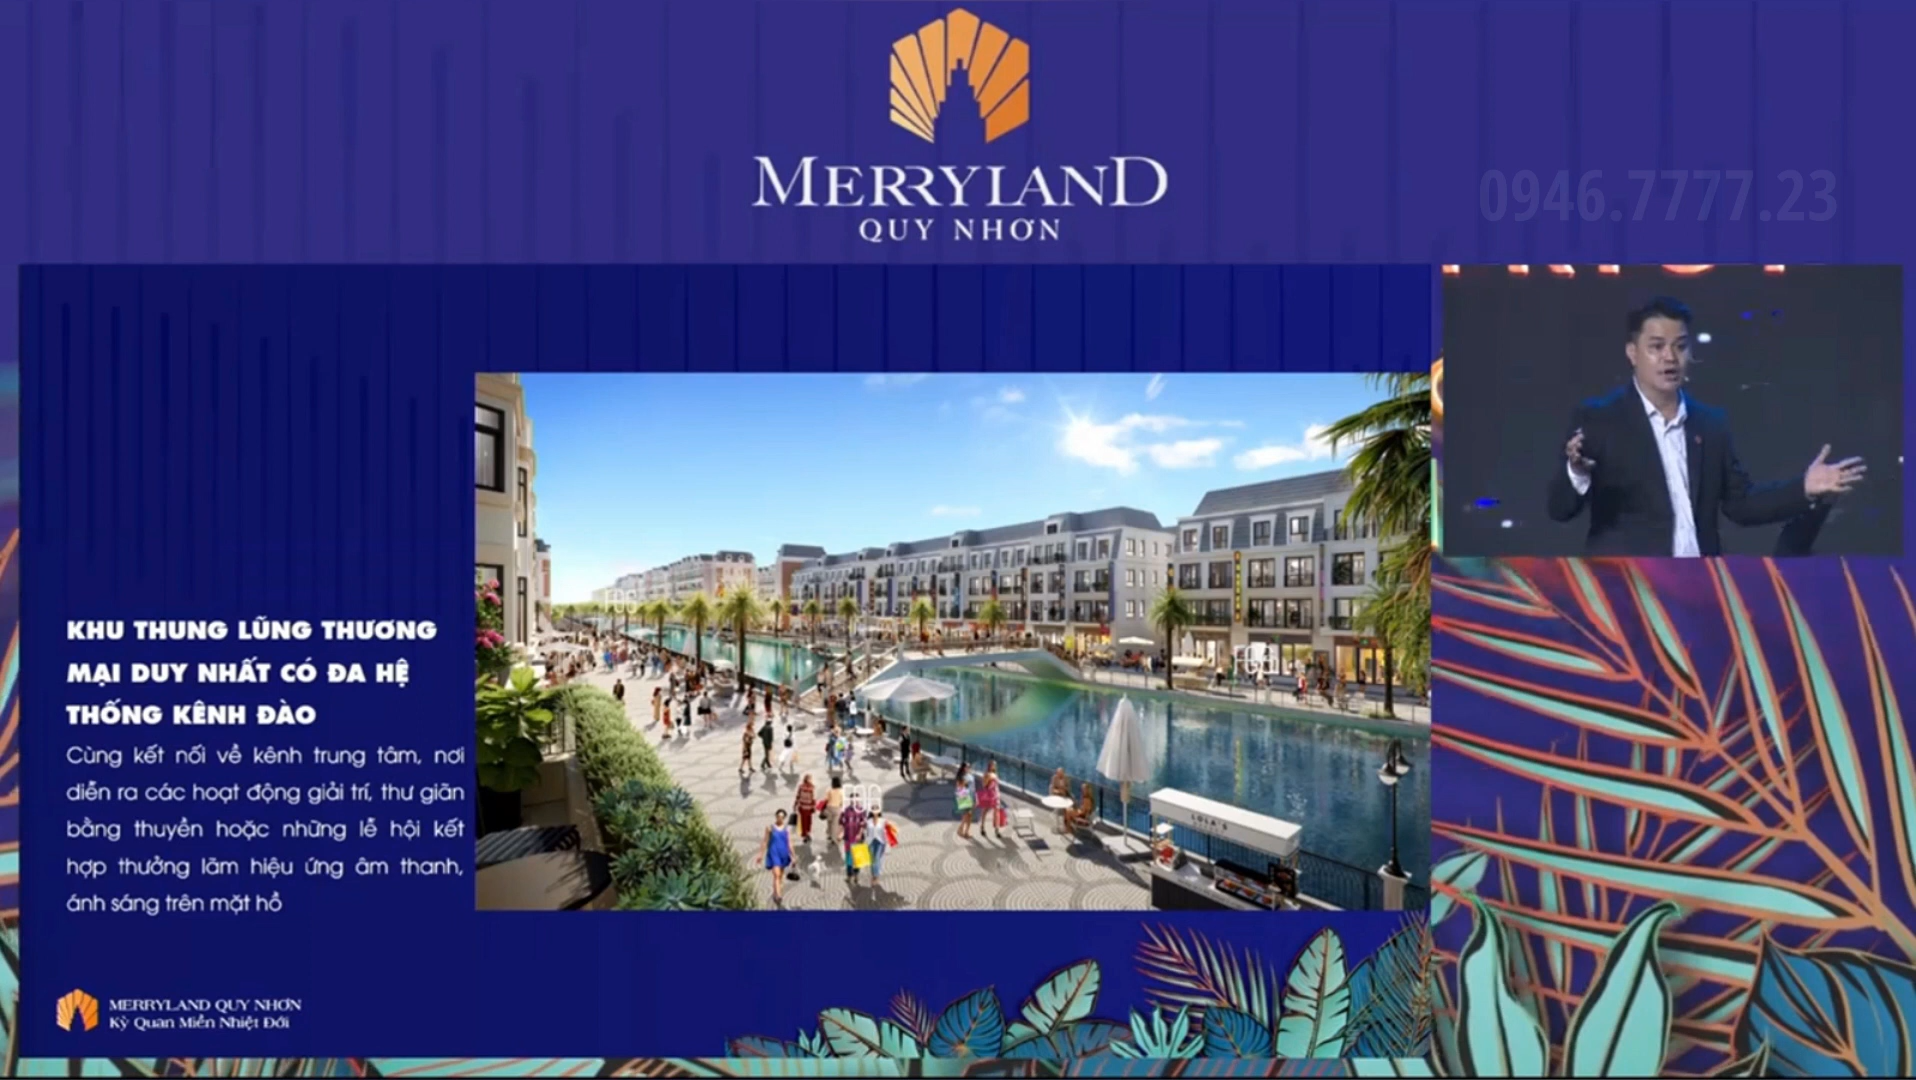 MERRYLAND
QUY NHƠN
0946.7777.23
KHU THUNG LŨNG THƯƠNG
MẠI DUY NHẤT CÓ ĐA HỆ
THỐNG KÊNH ĐÀO
Cùng kết nối về kênh trung tâm, nơi
diễn ra các hoạt động giải trí, thư giãn
bằng thuyền hoặc những lễ hội kết
hợp thưởng lãm hiệu ứng âm thanh,
ánh sáng trên mặt hồ
LOLA'S
MERRYLAND QUY NHƠN
Kỳ Quan Miền Nhiệt Đới